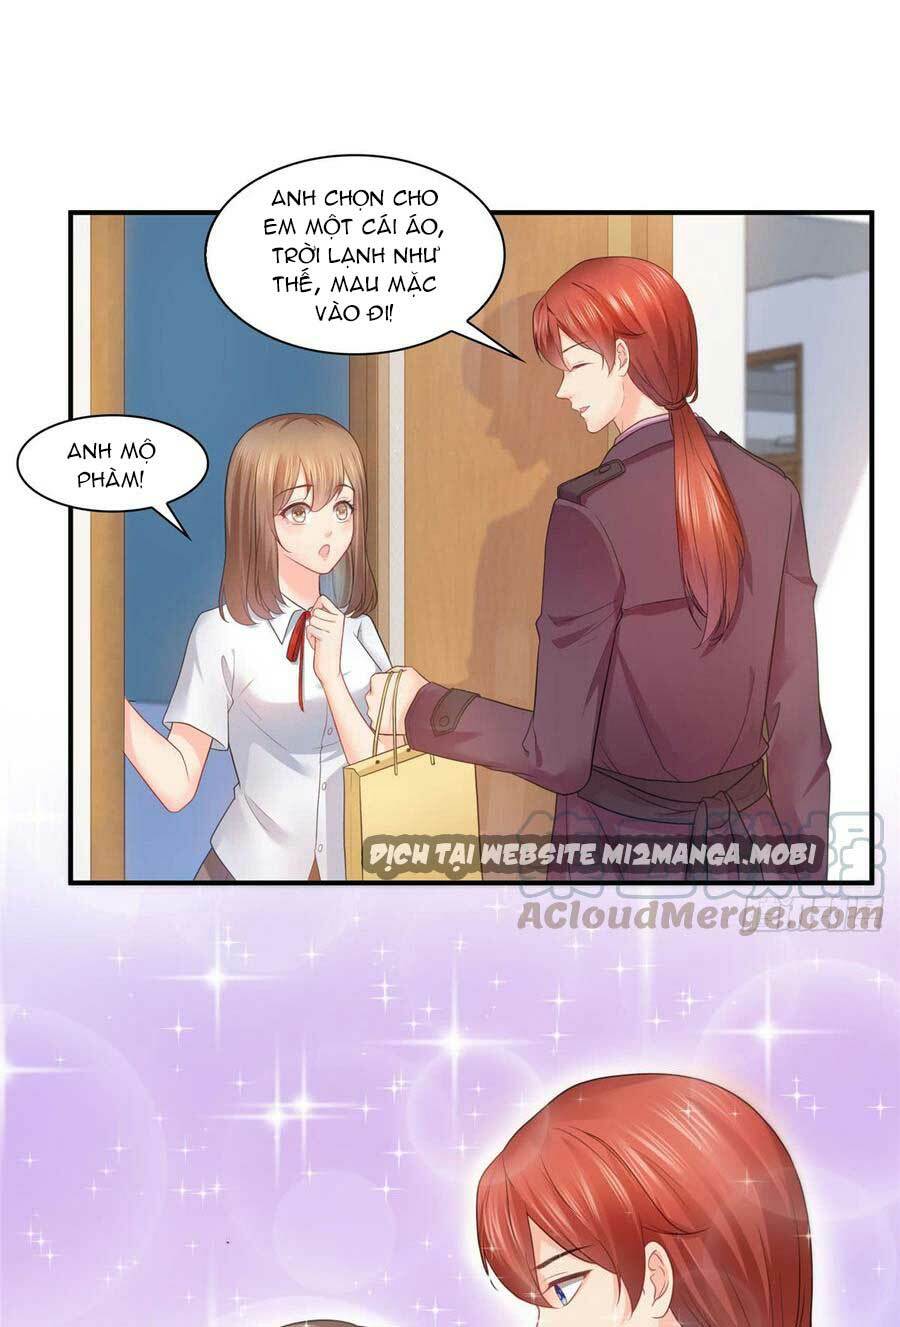 ANH CHỌN CHO
EM MỘT CÁI ÁO,
TRỜI LẠNH NHƯ
THẾ, MAU MẶC
VÀO ĐI!
ANH MỘ
PHÀM!
DỊCH TẠI WEBSITE MI2MANGA.MOBI
ACloudMerge.com